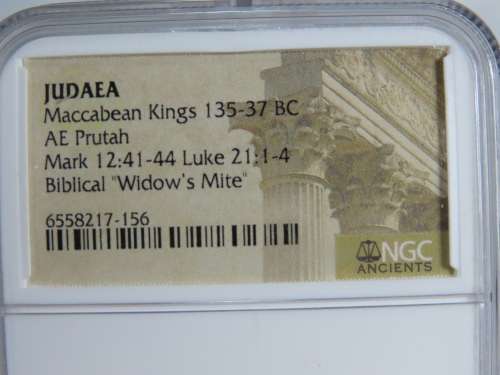 JUDAEA
Maccabean Kings 135-37 BC
AE Prutah
Mark 12:41-44 Luke 21:1-4
Biblical "Widow's Mite"
6558217-156
NGC
ANCIENTS